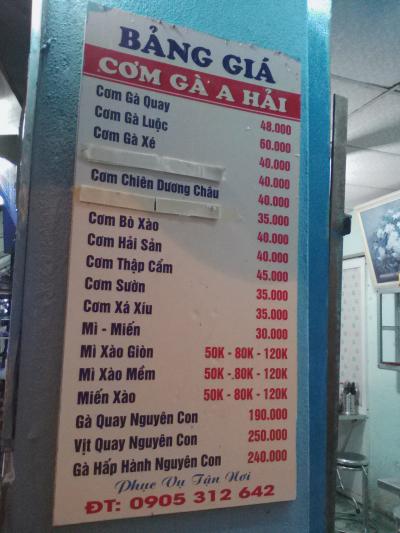 BẢNG GIÁ
CƠM GÀ A HẢI
Cơm Gà Quay 48.000
Cơm Gà Luộc 60.000
Cơm Gà Xé 40.000
40.000
Cơm Chiên Dương Châu 40.000
35.000
Cơm Bò Xào 40.000
Cơm Hải Sản 40.000
Cơm Thập Cẩm 45.000
Cơm Sườn 35.000
Cơm Xá Xíu 35.000
Mì - Miến 30.000
Mì Xào Giòn 50K - 80K - 120K
Mì Xào Mềm 50K -.80K - 120K
Miến Xào 50K - 80K - 120K
Gà Quay Nguyên Con 190.000
Vịt Quay Nguyên Con 250.000
Gà Hấp Hành Nguyên Con 240.000
Phục Vụ Tận Nơi
ĐT: 0905 312 642